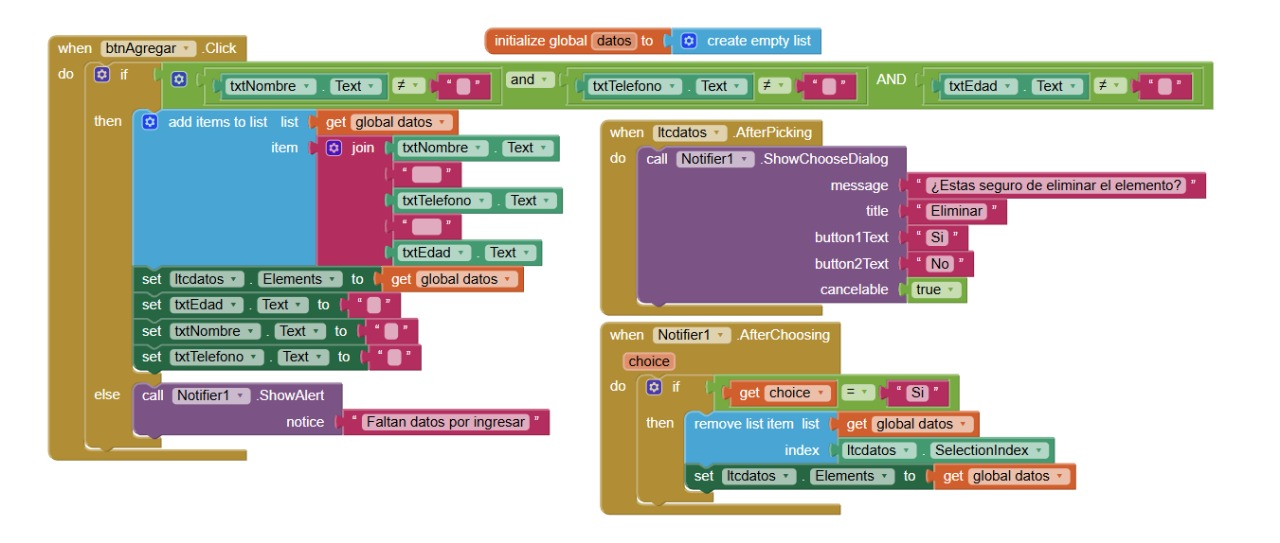 initialize global datos to create empty list
when btnAgregar .Click
do if txtNombre . Text ≠ " " and txtTelefono . Text ≠ " " AND txtEdad . Text ≠ " "
then add items to list list get global datos
item join txtNombre . Text
" "
txtTelefono . Text
" "
txtEdad . Text
set ltcdatos . Elements to get global datos
set txtEdad . Text to " "
set txtNombre . Text to " "
set txtTelefono . Text to " "
else call Notifier1 .ShowAlert
notice " Faltan datos por ingresar "
when ltcdatos .AfterPicking
do call Notifier1 .ShowChooseDialog
message " ¿Estas seguro de eliminar el elemento? "
title " Eliminar "
button1Text " Si "
button2Text " No "
cancelable true
when Notifier1 .AfterChoosing
choice
do if get choice = " Si "
then remove list item list get global datos
index ltcdatos . SelectionIndex
set ltcdatos . Elements to get global datos